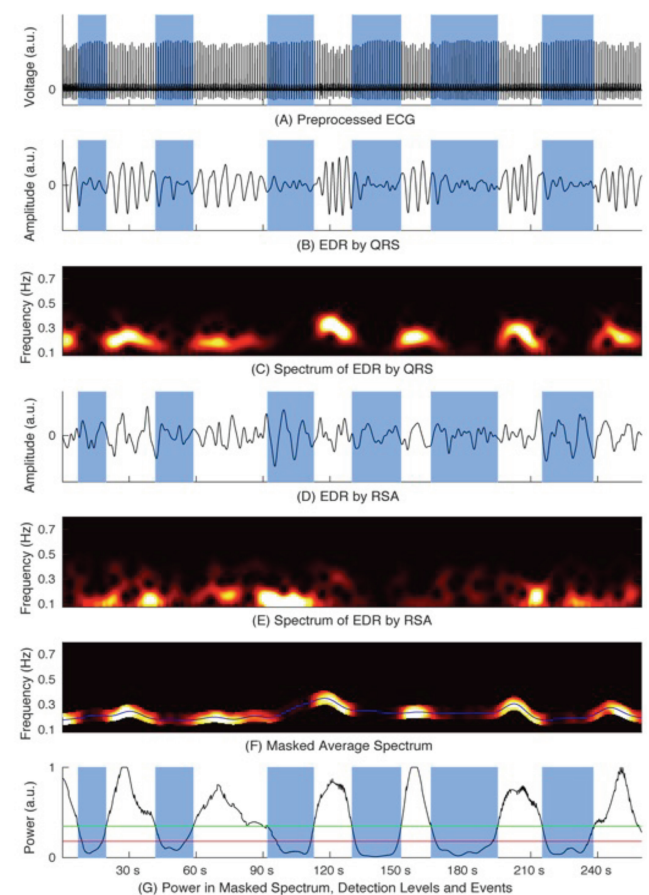 Voltage (a.u.)
0
(A) Preprocessed ECG
Amplitude (a.u.)
0
(B) EDR by QRS
Frequency (Hz)
0.7
0.5
0.3
0.1
(C) Spectrum of EDR by QRS
Amplitude (a.u.)
0
(D) EDR by RSA
Frequency (Hz)
0.7
0.5
0.3
0.1
(E) Spectrum of EDR by RSA
Frequency (Hz)
0.7
0.5
0.3
0.1
(F) Masked Average Spectrum
Power (a.u.)
1
0
30 s 60 s 90 s 120 s 150 s 180 s 210 s 240 s
(G) Power in Masked Spectrum, Detection Levels and Events